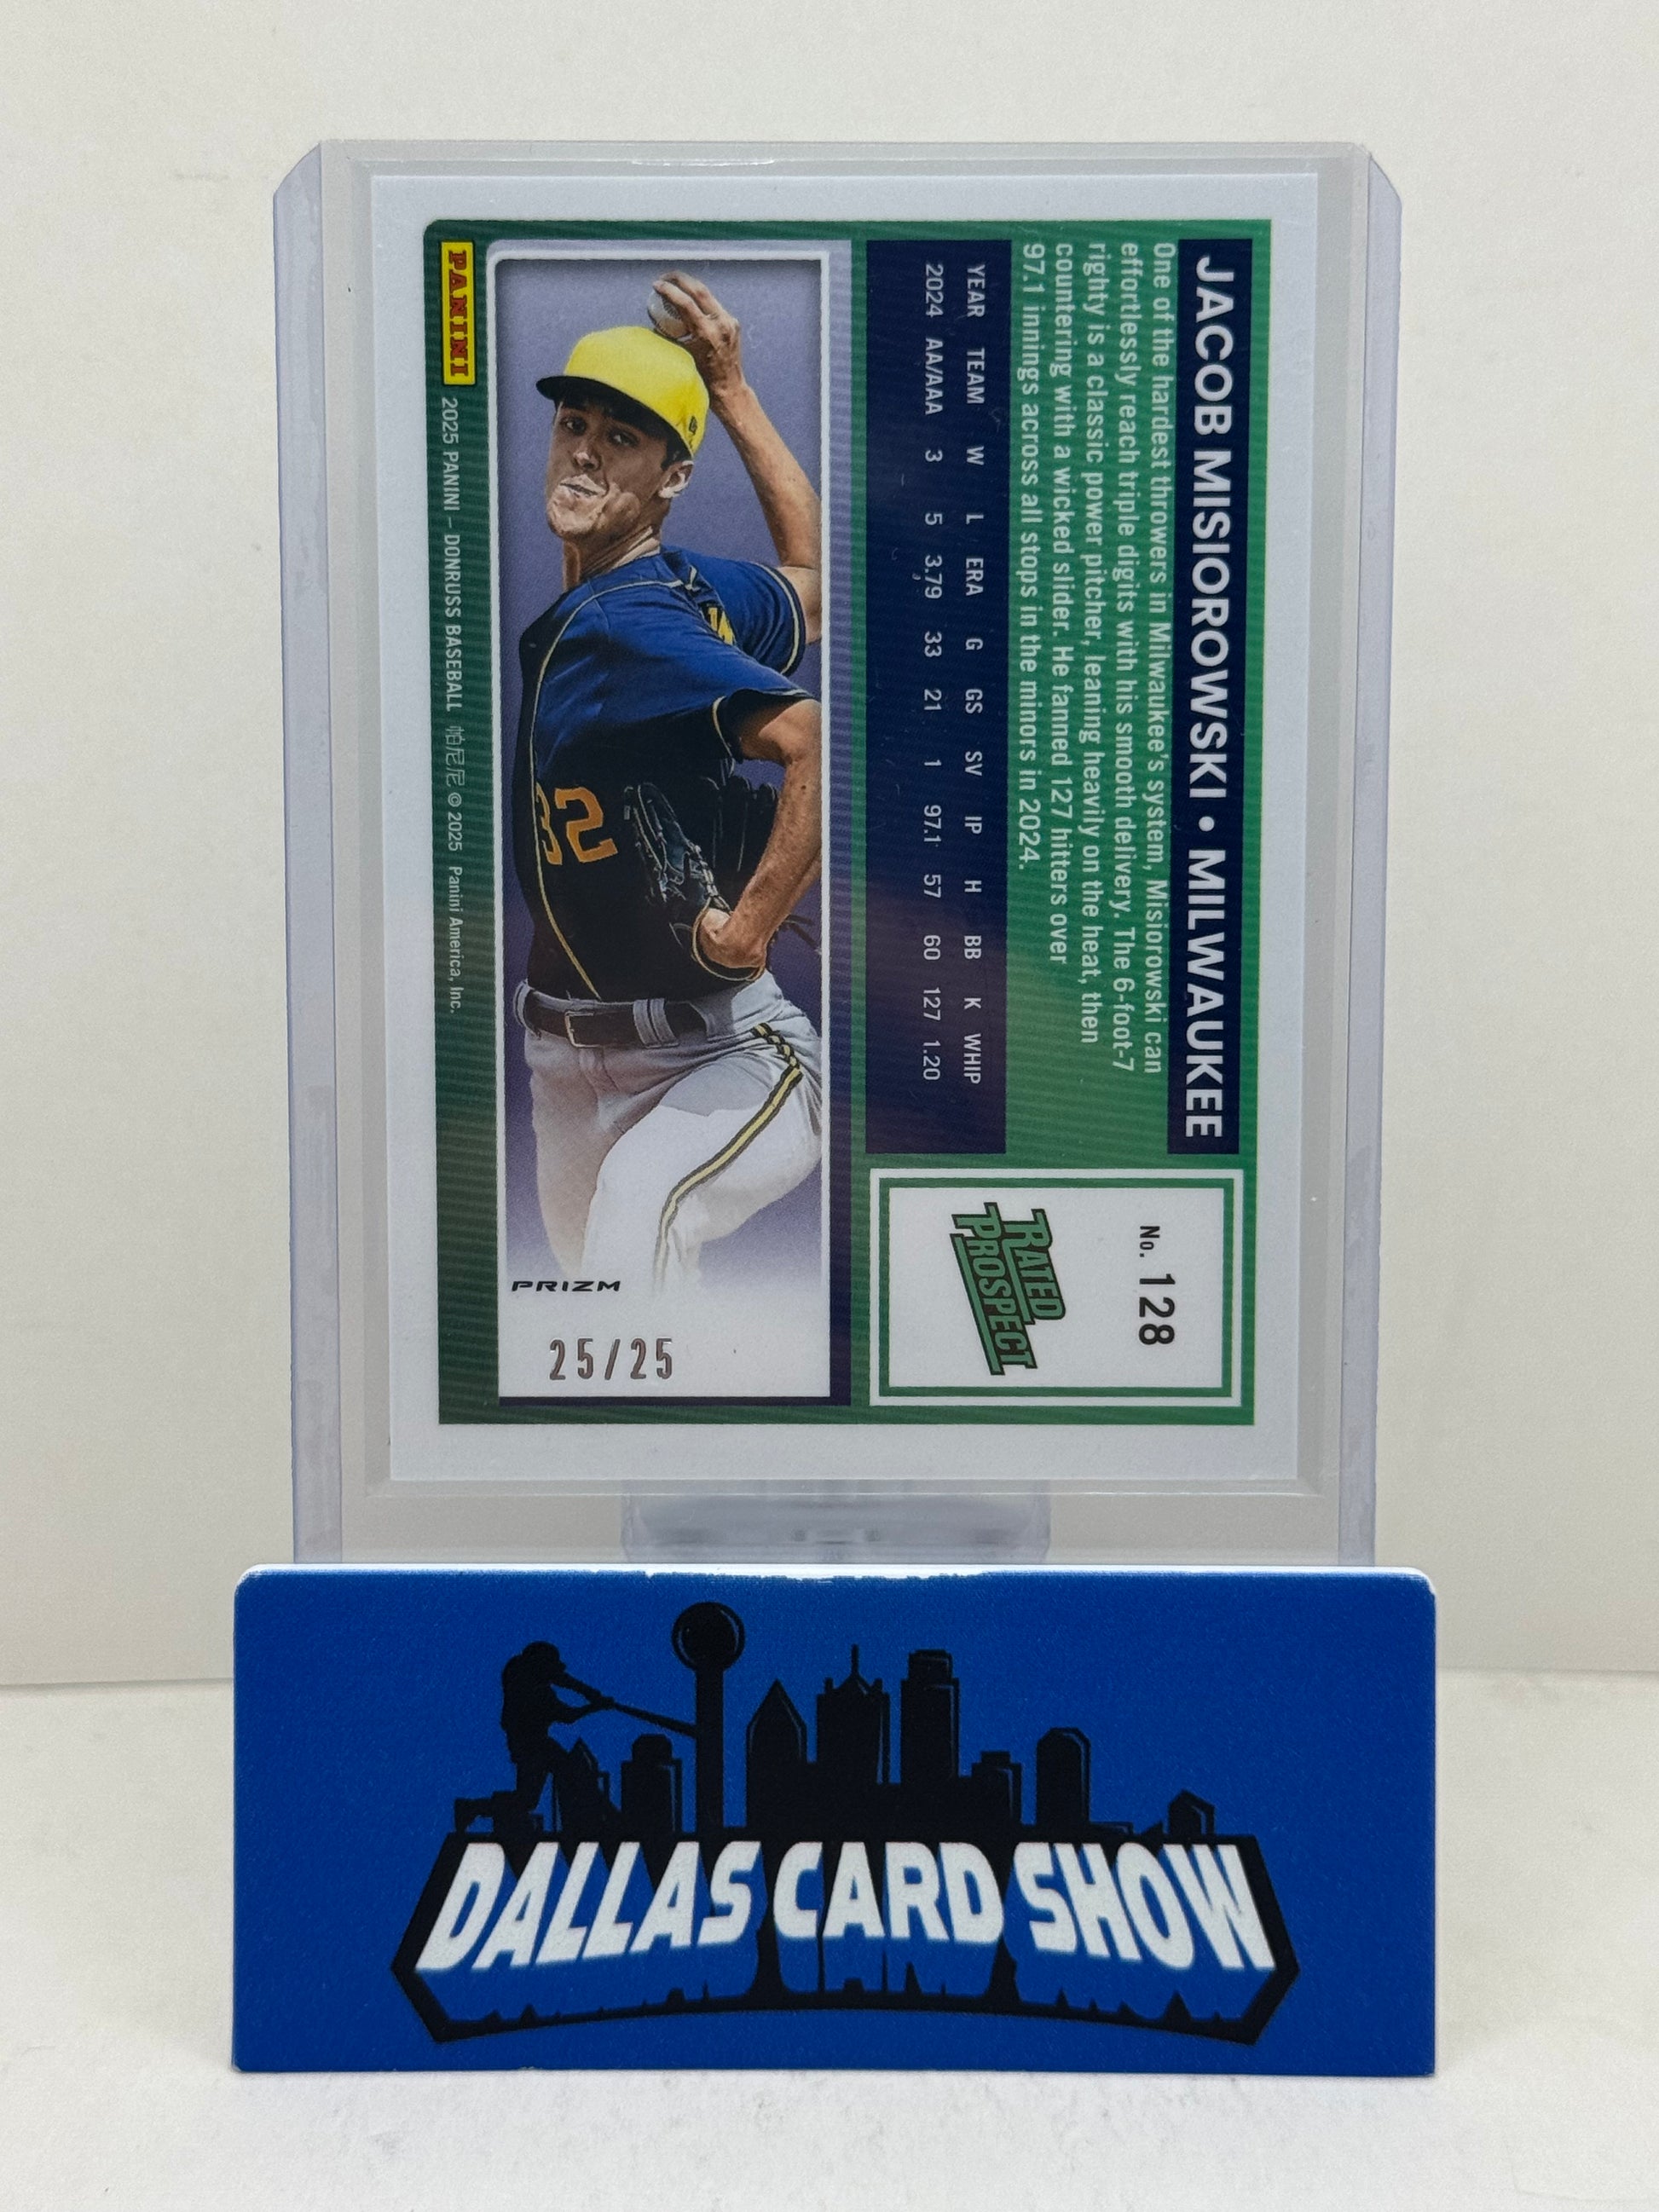 JACOB MISIOROWSKI • MILWAUKEE
One of the hardest throwers in Milwaukee's system, Misiorowski can
effortlessly reach triple digits with his smooth delivery. The 6-foot-7
righty is a classic power pitcher, leaning heavily on the heat, then
countering with a wicked slider. He fanned 127 hitters over
97.1 innings across all stops in the minors in 2024.
YEAR TEAM W L ERA G GS SV IP H BB K WHIP
2024 AA/AAA 3 5 3.79 33 21 1 97.1 57 60 127 1.20
No. 128
RATED
PROSPECT
32
PRIZM
25/25
PANINI
2025 PANINI – DONRUSS BASEBALL 帕尼尼 © 2025 Panini America, Inc.
DALLAS CARD SHOW